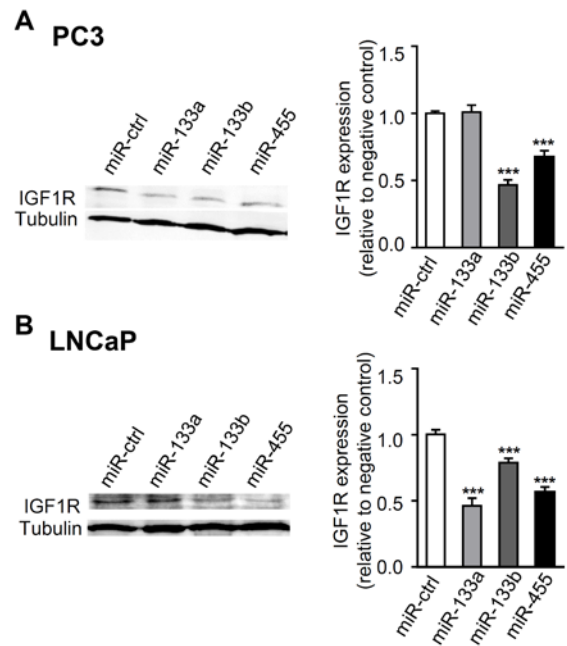 A PC3
miR-ctrl
miR-133a
miR-133b
miR-455
IGF1R
Tubulin
IGF1R expression
(relative to negative control)
1.5
1.0
0.5
0.0
***
***
miR-ctrl
miR-133a
miR-133b
miR-455
B LNCaP
miR-ctrl
miR-133a
miR-133b
miR-455
IGF1R
Tubulin
IGF1R expression
(relative to negative control)
1.5
1.0
0.5
0.0
***
***
***
miR-ctrl
miR-133a
miR-133b
miR-455